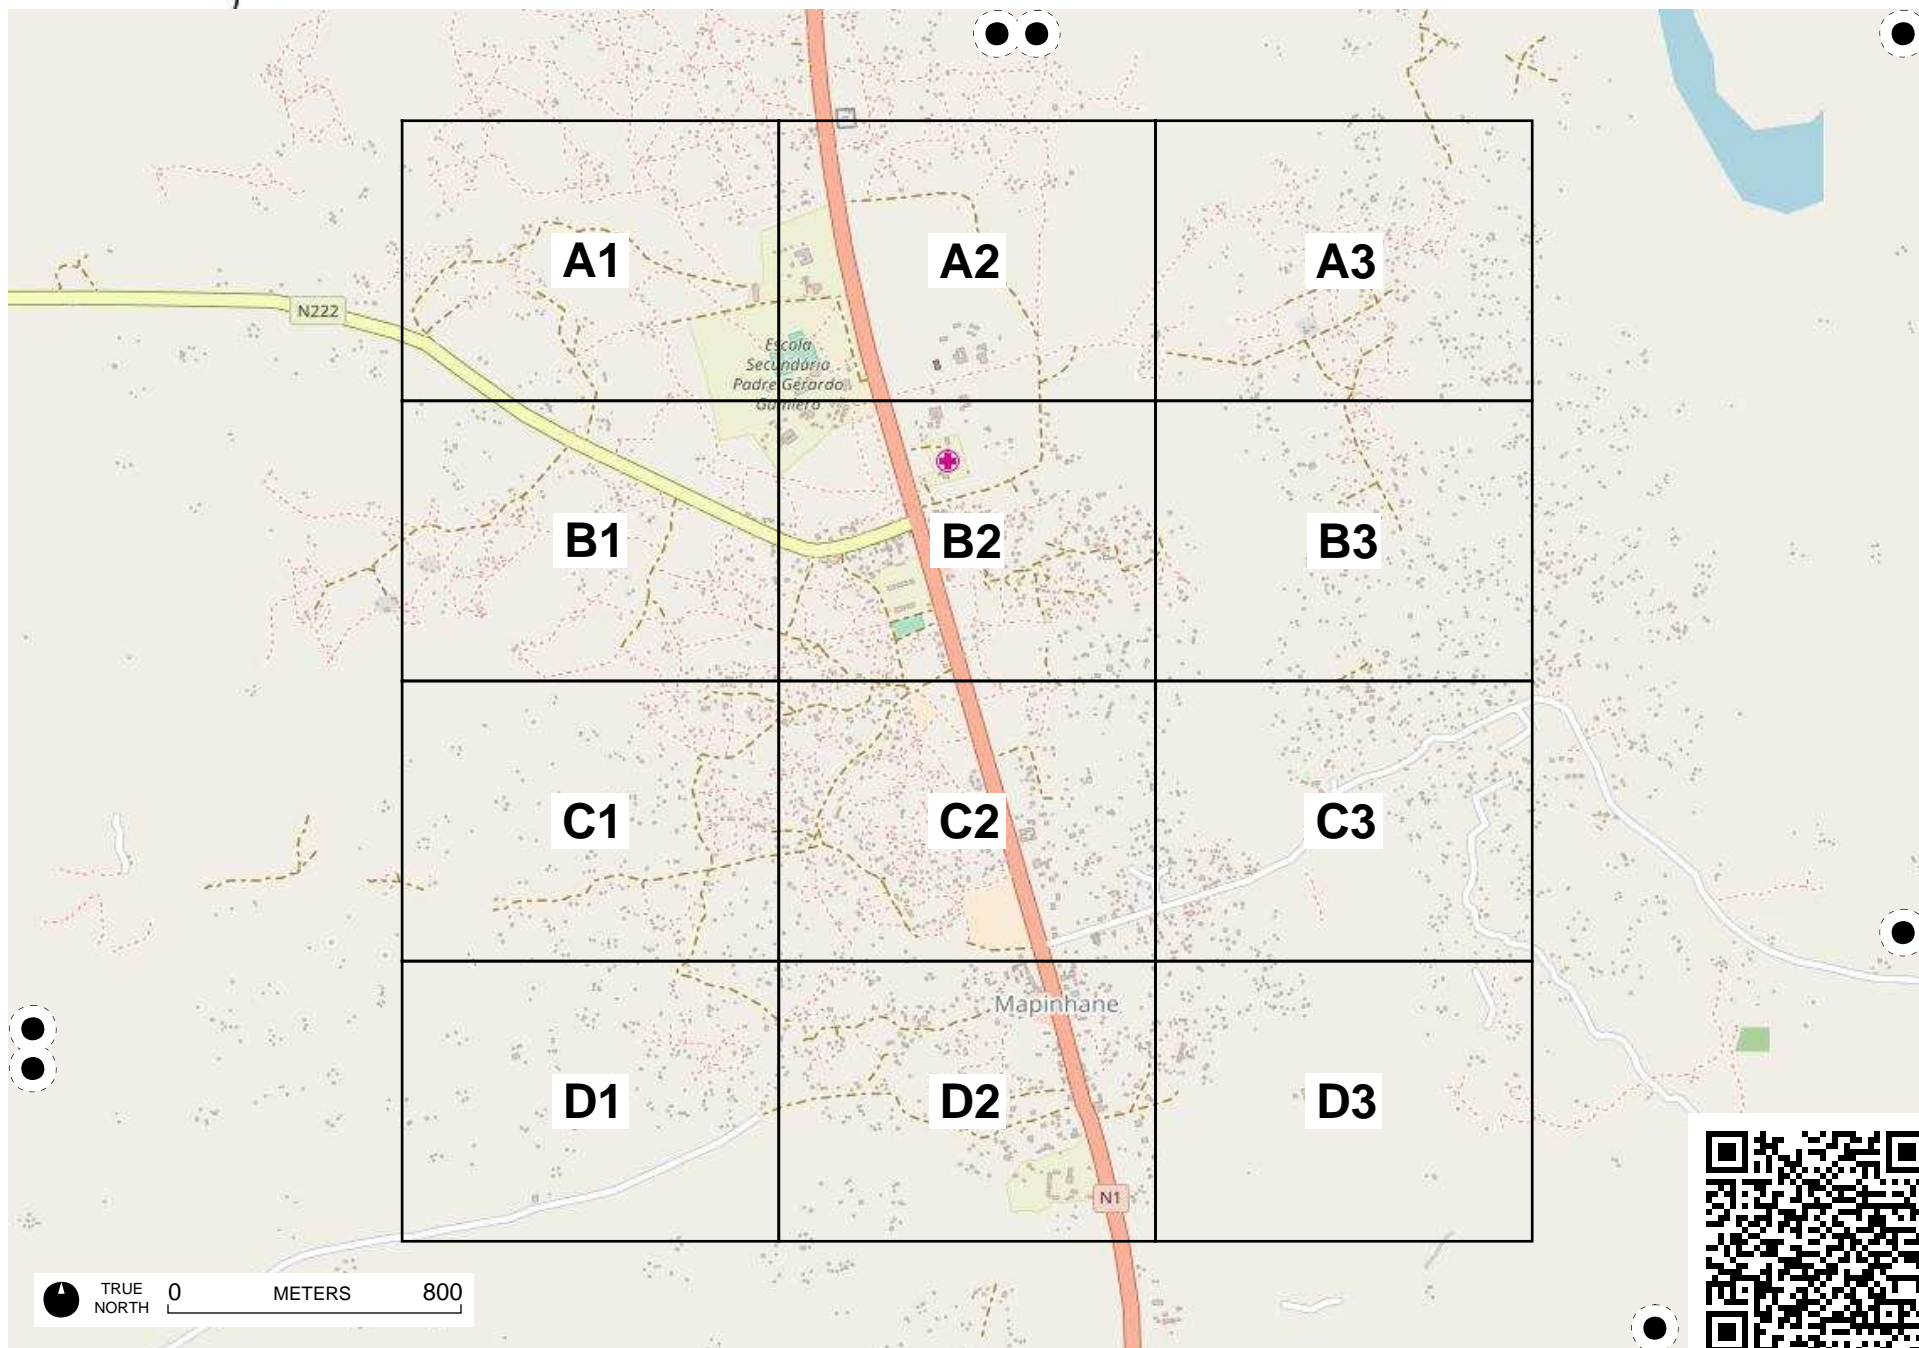 A1
A2
A3
N222
Escola
Secundária
Padre Gerardo
Gumiero
B1
B2
B3
C1
C2
C3
Mapinhane
D1
D2
D3
N1
TRUE
NORTH
0
METERS
800